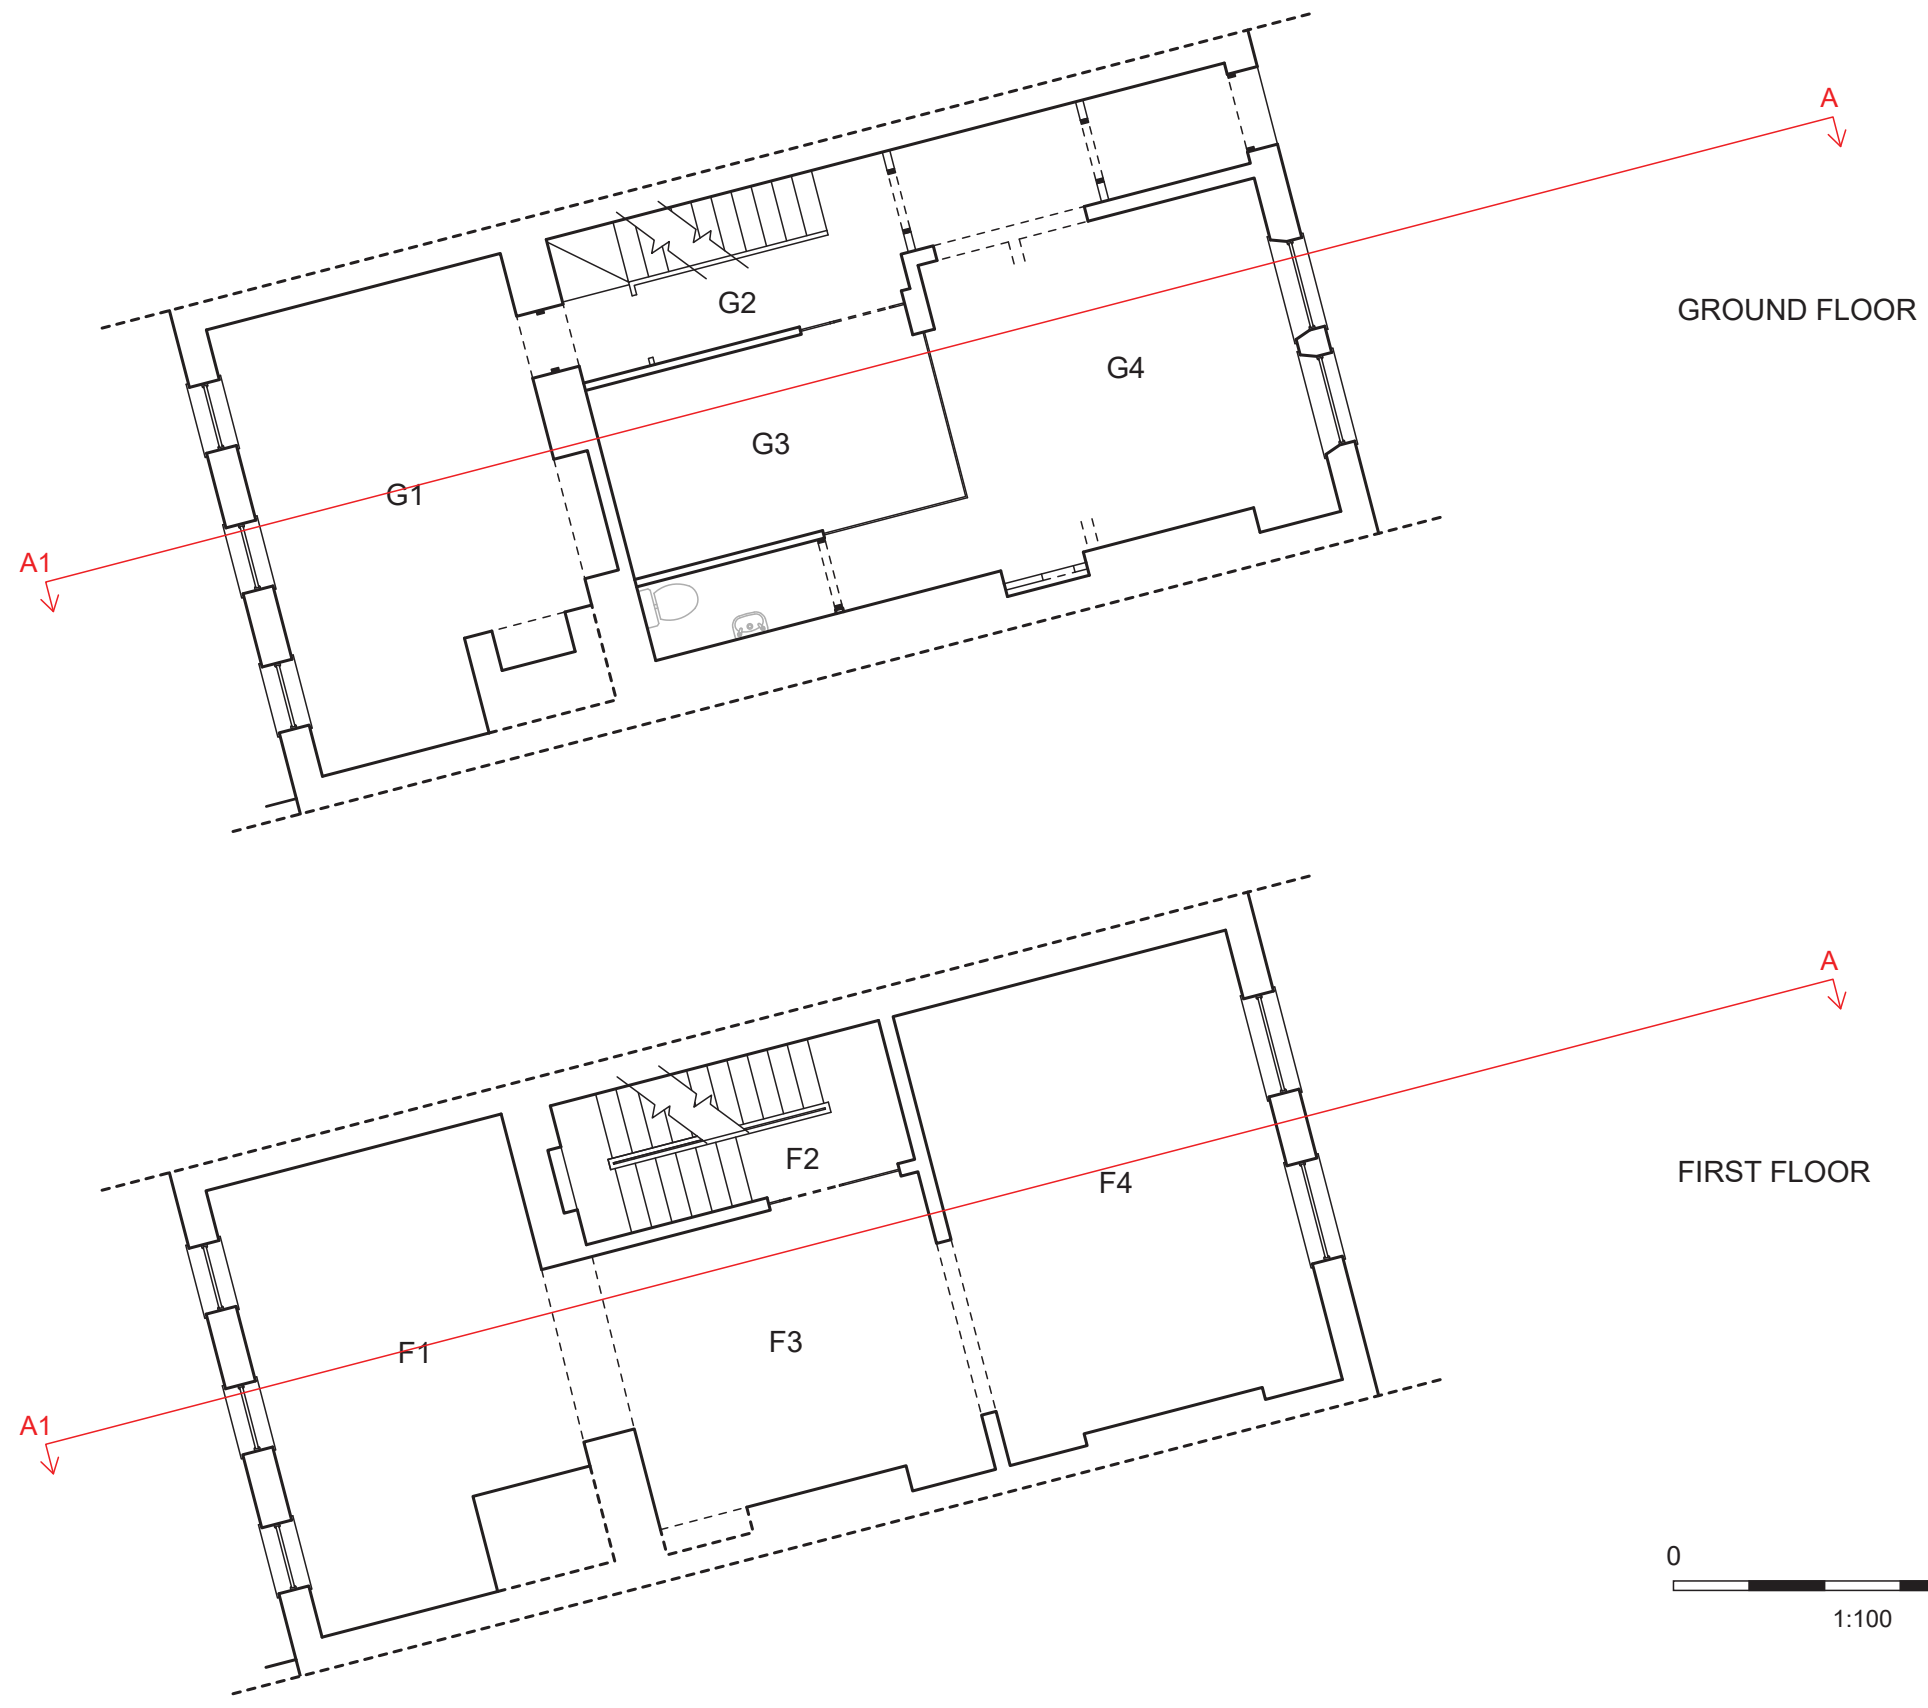 A
GROUND FLOOR
G2
G4
G3
G1
A1
A
F2
FIRST FLOOR
F4
F3
F1
A1
0
1:100